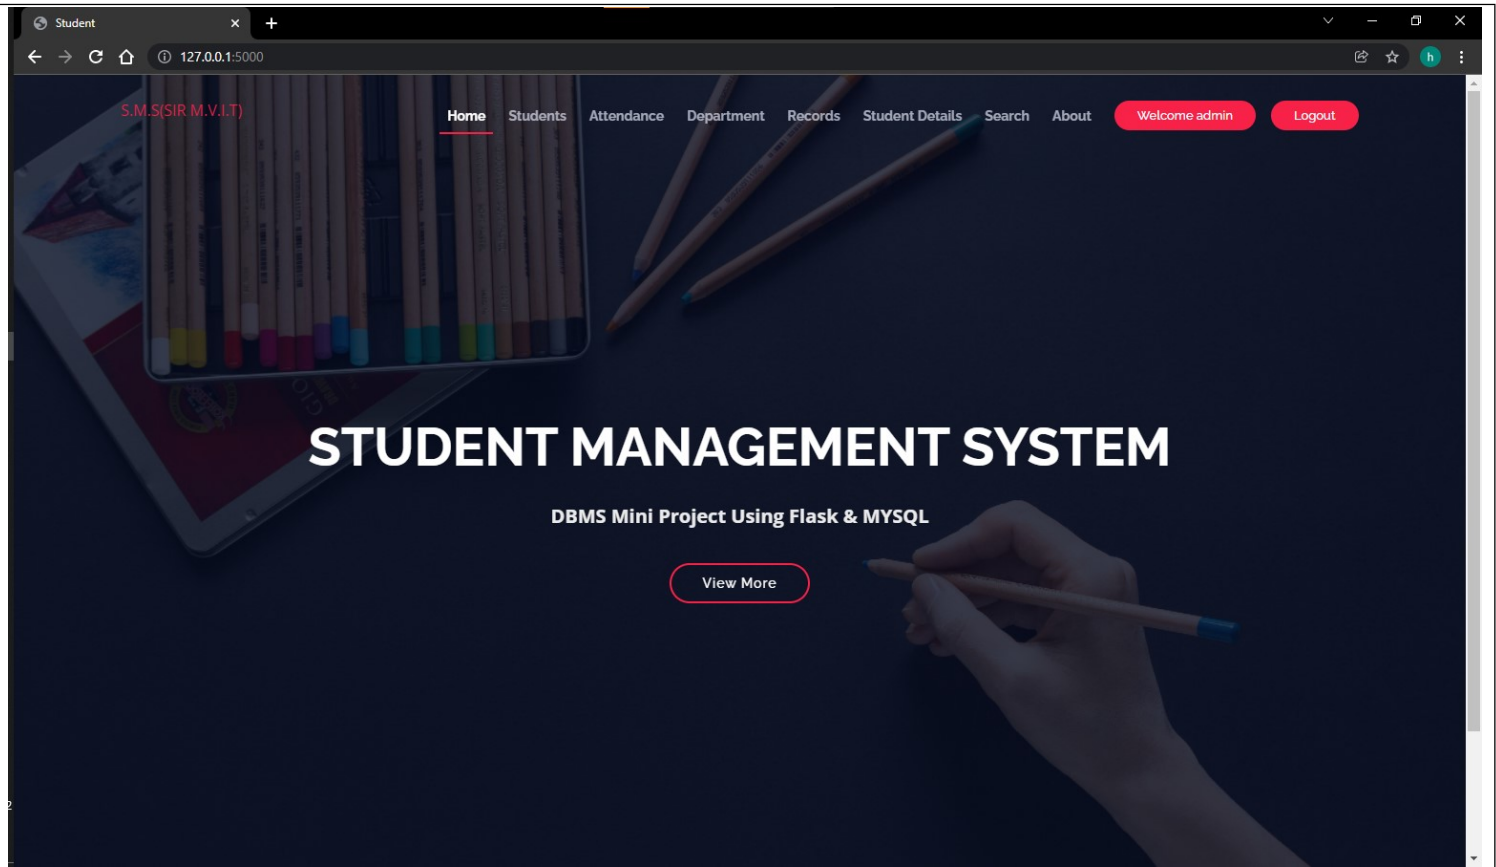 Student
127.0.0.1:5000
h
S.M.S(SIR M.V.I.T)
Home Students Attendance Department Records Student Details Search About Welcome admin Logout
STUDENT MANAGEMENT SYSTEM
DBMS Mini Project Using Flask & MYSQL
View More
2